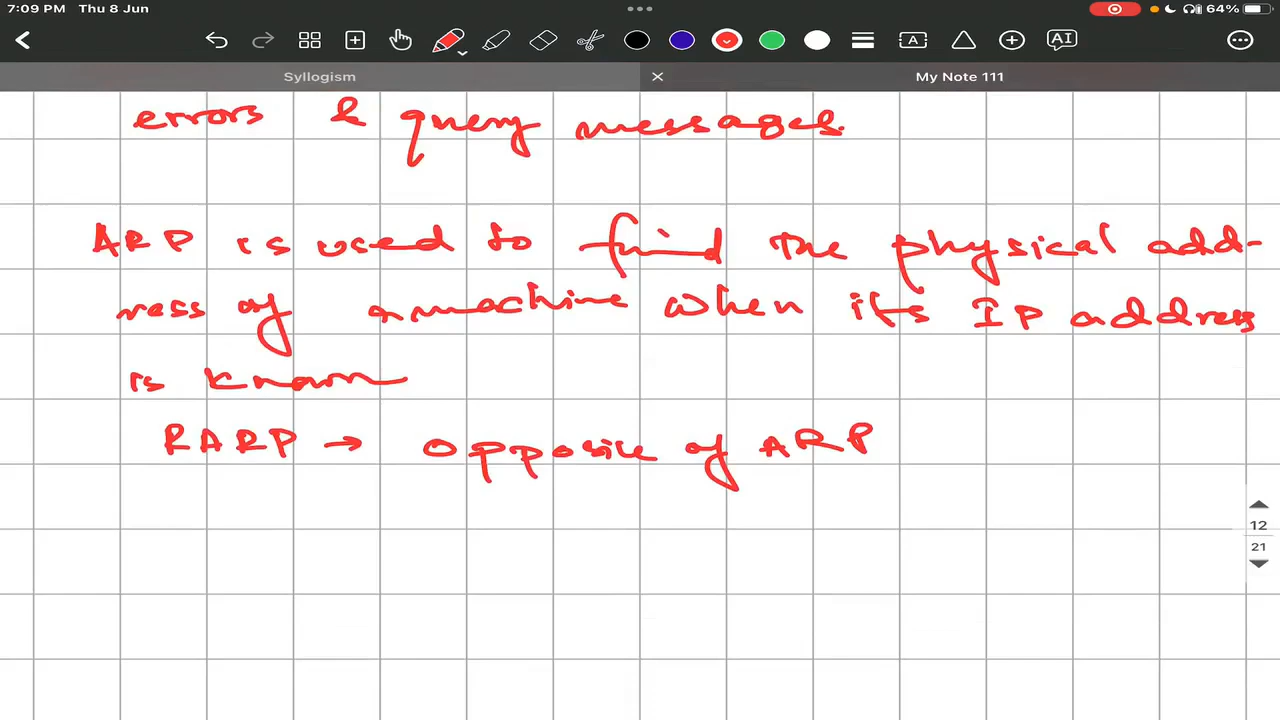 7:09 PM Thu 8 Jun
64%
A
AI
Syllogism
My Note 111
errors & query messages.
ARP is used to find the physical add-
ress of a machine when its IP address
is known
RARP → opposite of ARP
12
21